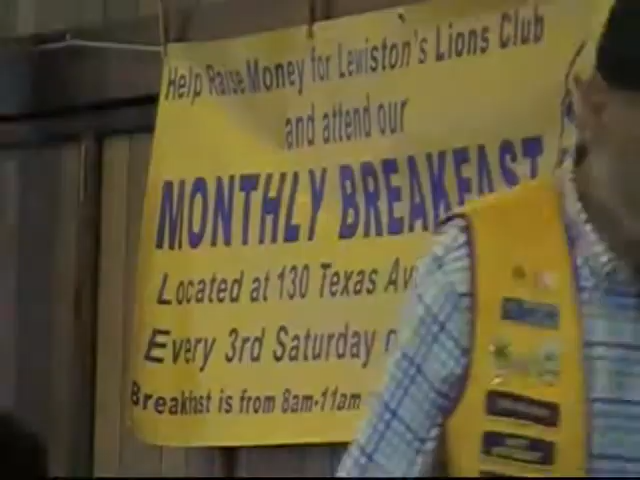 Help Raise Money for Lewiston's Lions Club
and attend our
MONTHLY BREAKFAST
Located at 130 Texas Av
Every 3rd Saturday
Breakfast is from 8am-11am